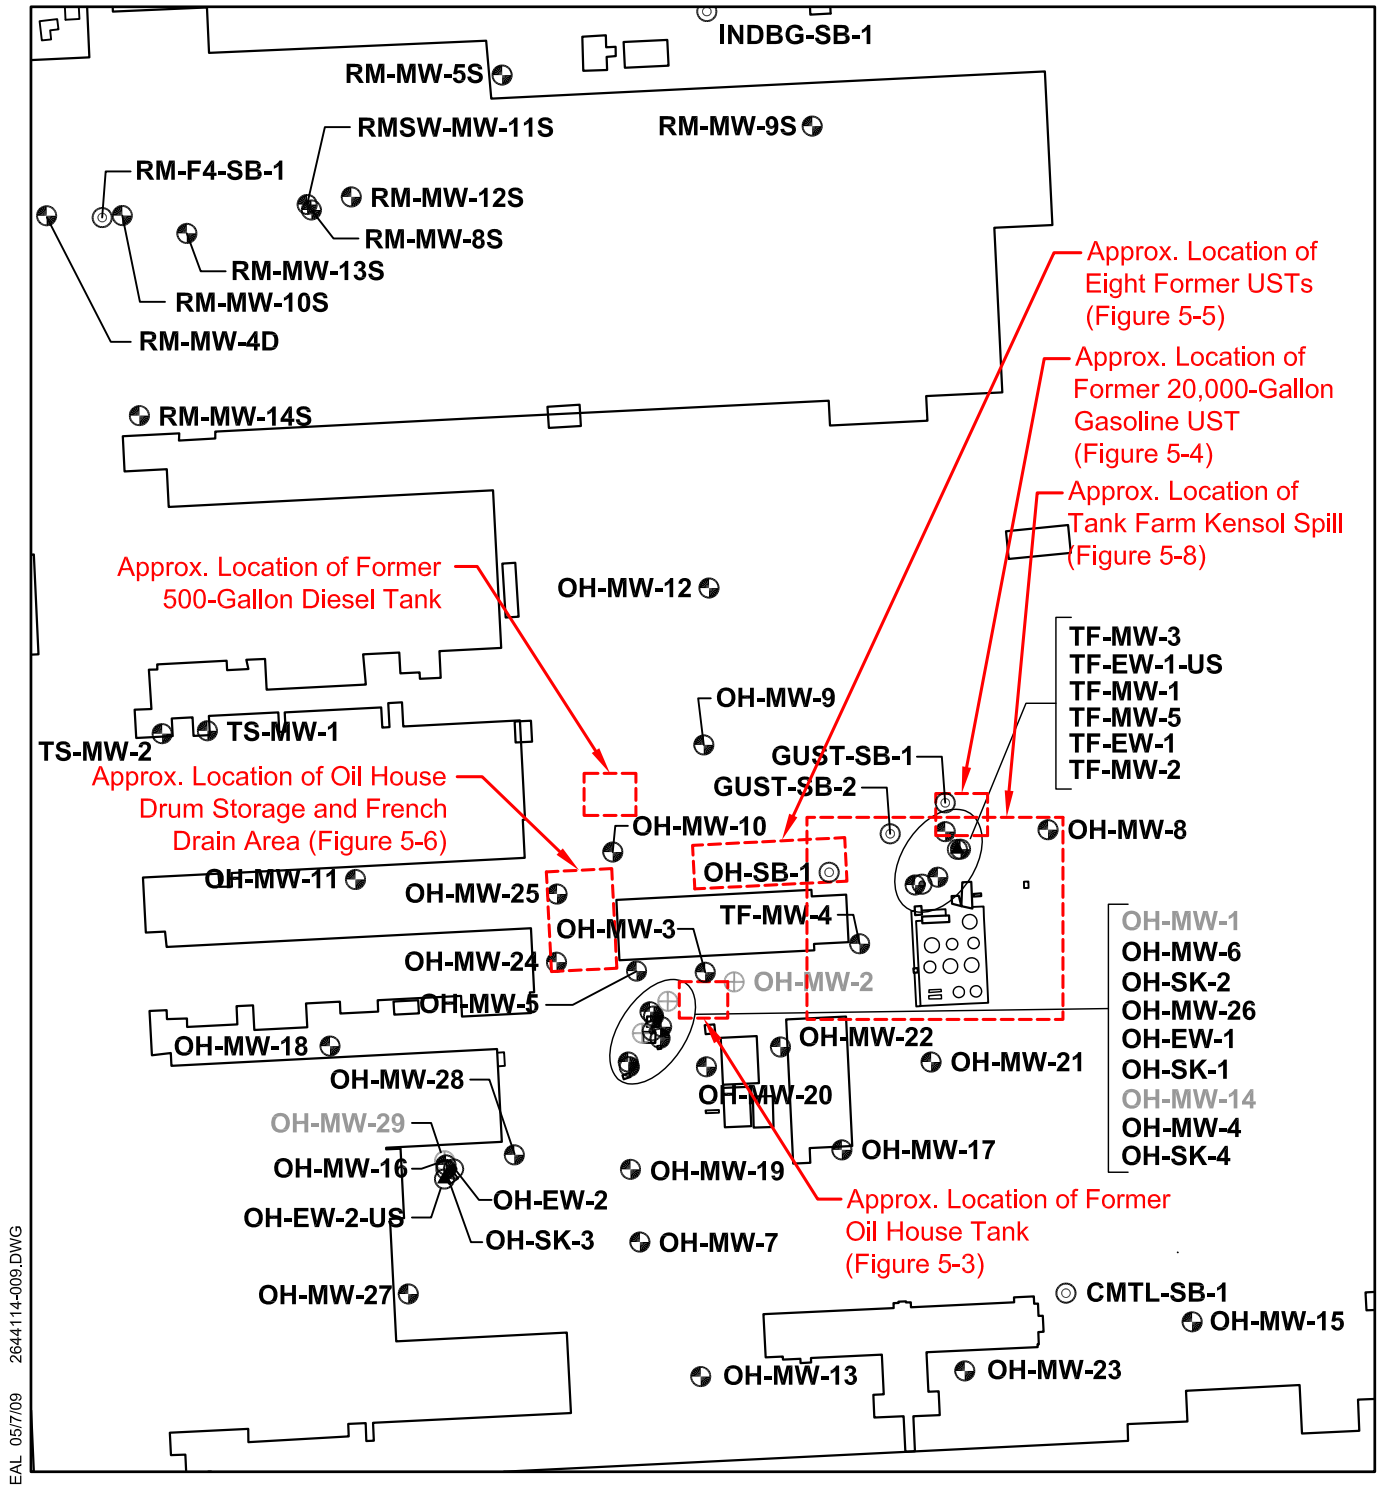 INDBG-SB-1
RM-MW-5S
RMSW-MW-11S
RM-MW-9S
RM-F4-SB-1
RM-MW-12S
RM-MW-8S
RM-MW-13S
RM-MW-10S
RM-MW-4D
RM-MW-14S
Approx. Location of
Eight Former USTs
(Figure 5-5)
Approx. Location of
Former 20,000-Gallon
Gasoline UST
(Figure 5-4)
Approx. Location of
Tank Farm Kensol Spill
(Figure 5-8)
Approx. Location of Former
500-Gallon Diesel Tank
OH-MW-12
TF-MW-3
TF-EW-1-US
TF-MW-1
TF-MW-5
TF-EW-1
TF-MW-2
OH-MW-9
TS-MW-2
TS-MW-1
GUST-SB-1
GUST-SB-2
Approx. Location of Oil House
Drum Storage and French
Drain Area (Figure 5-6)
OH-MW-10
OH-MW-8
OH-SB-1
OH-MW-11
OH-MW-25
TF-MW-4
OH-MW-3
OH-MW-24
OH-MW-2
OH-MW-5
OH-MW-1
OH-MW-6
OH-SK-2
OH-MW-26
OH-EW-1
OH-SK-1
OH-MW-14
OH-MW-4
OH-SK-4
OH-MW-18
OH-MW-22
OH-MW-21
OH-MW-28
OH-MW-20
OH-MW-29
OH-MW-16
OH-MW-17
OH-MW-19
OH-EW-2
OH-EW-2-US
OH-SK-3
OH-MW-7
Approx. Location of Former
Oil House Tank
(Figure 5-3)
OH-MW-27
CMTL-SB-1
OH-MW-15
OH-MW-13
OH-MW-23
EAL 05/7/09 2644114-009.DWG